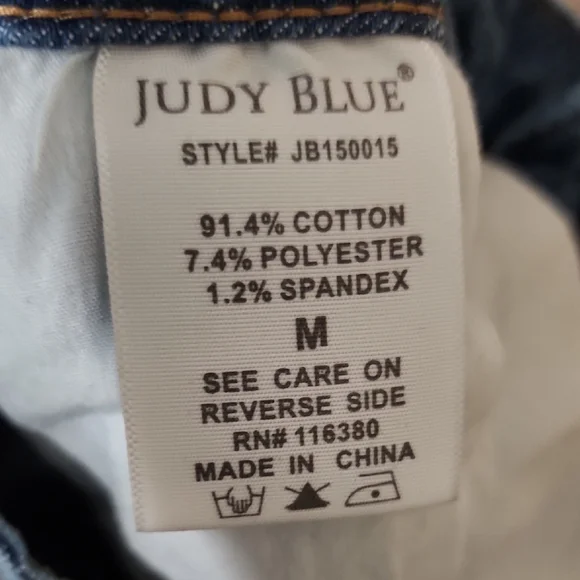 JUDY BLUE®
STYLE# JB150015
91.4% COTTON
7.4% POLYESTER
1.2% SPANDEX
M
SEE CARE ON
REVERSE SIDE
RN# 116380
MADE IN CHINA